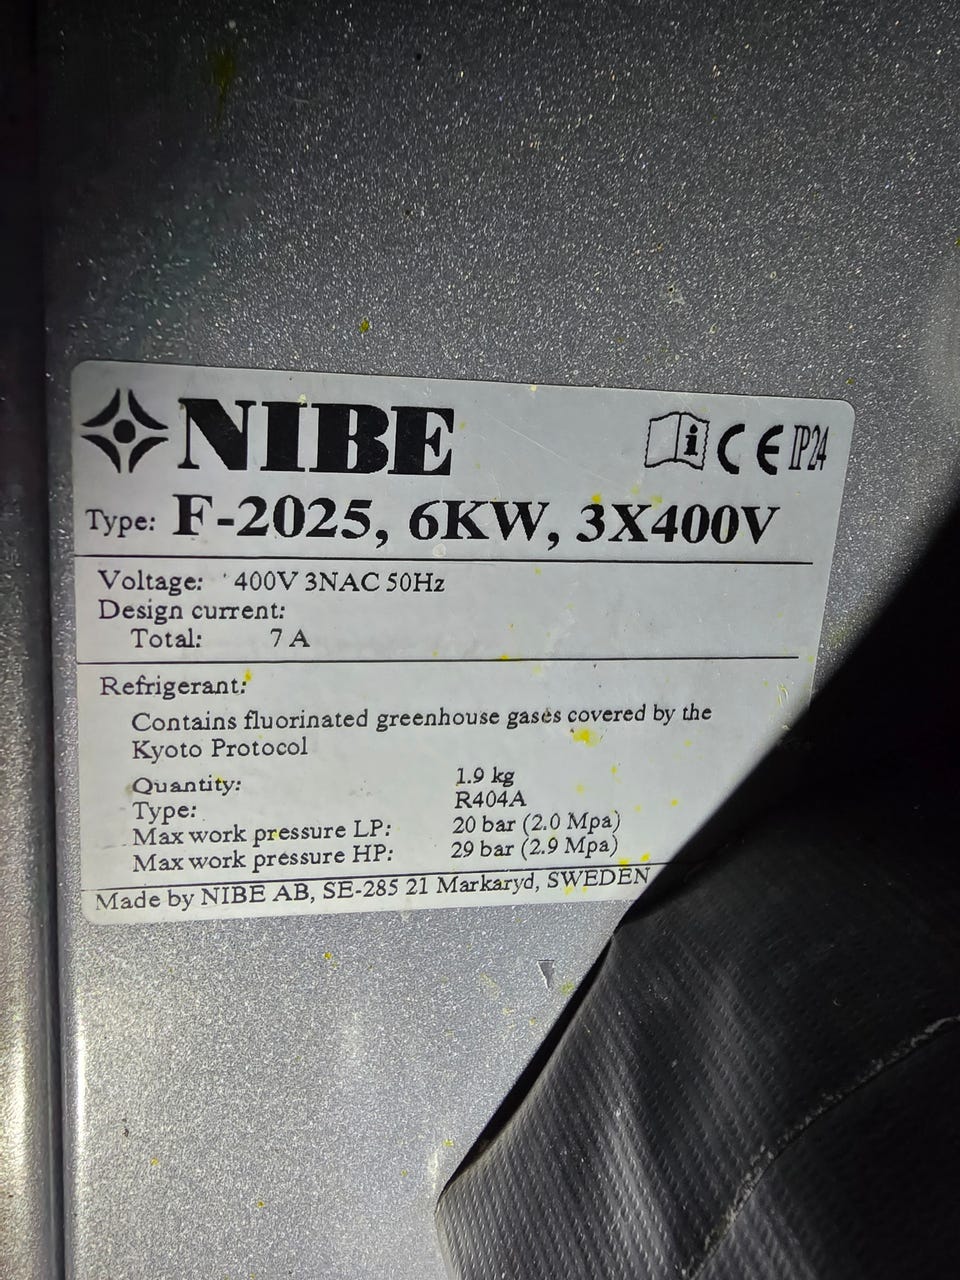 NIBE CE IP24
Type: F-2025, 6KW, 3X400V
Voltage: 400V 3NAC 50Hz
Design current:
Total: 7 A
Refrigerant:
Contains fluorinated greenhouse gases covered by the
Kyoto Protocol
Quantity: 1.9 kg
Type: R404A
Max work pressure LP: 20 bar (2.0 Mpa)
Max work pressure HP: 29 bar (2.9 Mpa)
Made by NIBE AB, SE-285 21 Markaryd, SWEDEN